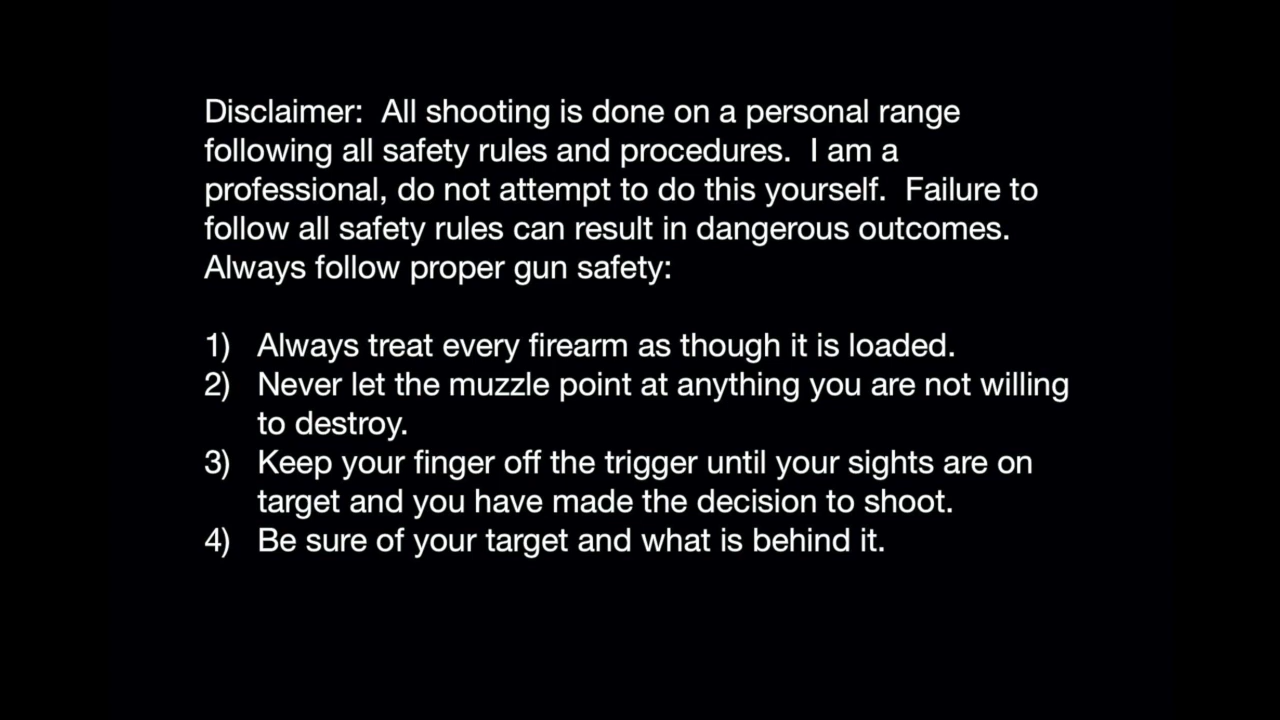 Disclaimer:  All shooting is done on a personal range
following all safety rules and procedures.  I am a
professional, do not attempt to do this yourself.  Failure to
follow all safety rules can result in dangerous outcomes.
Always follow proper gun safety:
1)   Always treat every firearm as though it is loaded.
2)   Never let the muzzle point at anything you are not willing
to destroy.
3)   Keep your finger off the trigger until your sights are on
target and you have made the decision to shoot.
4)   Be sure of your target and what is behind it.